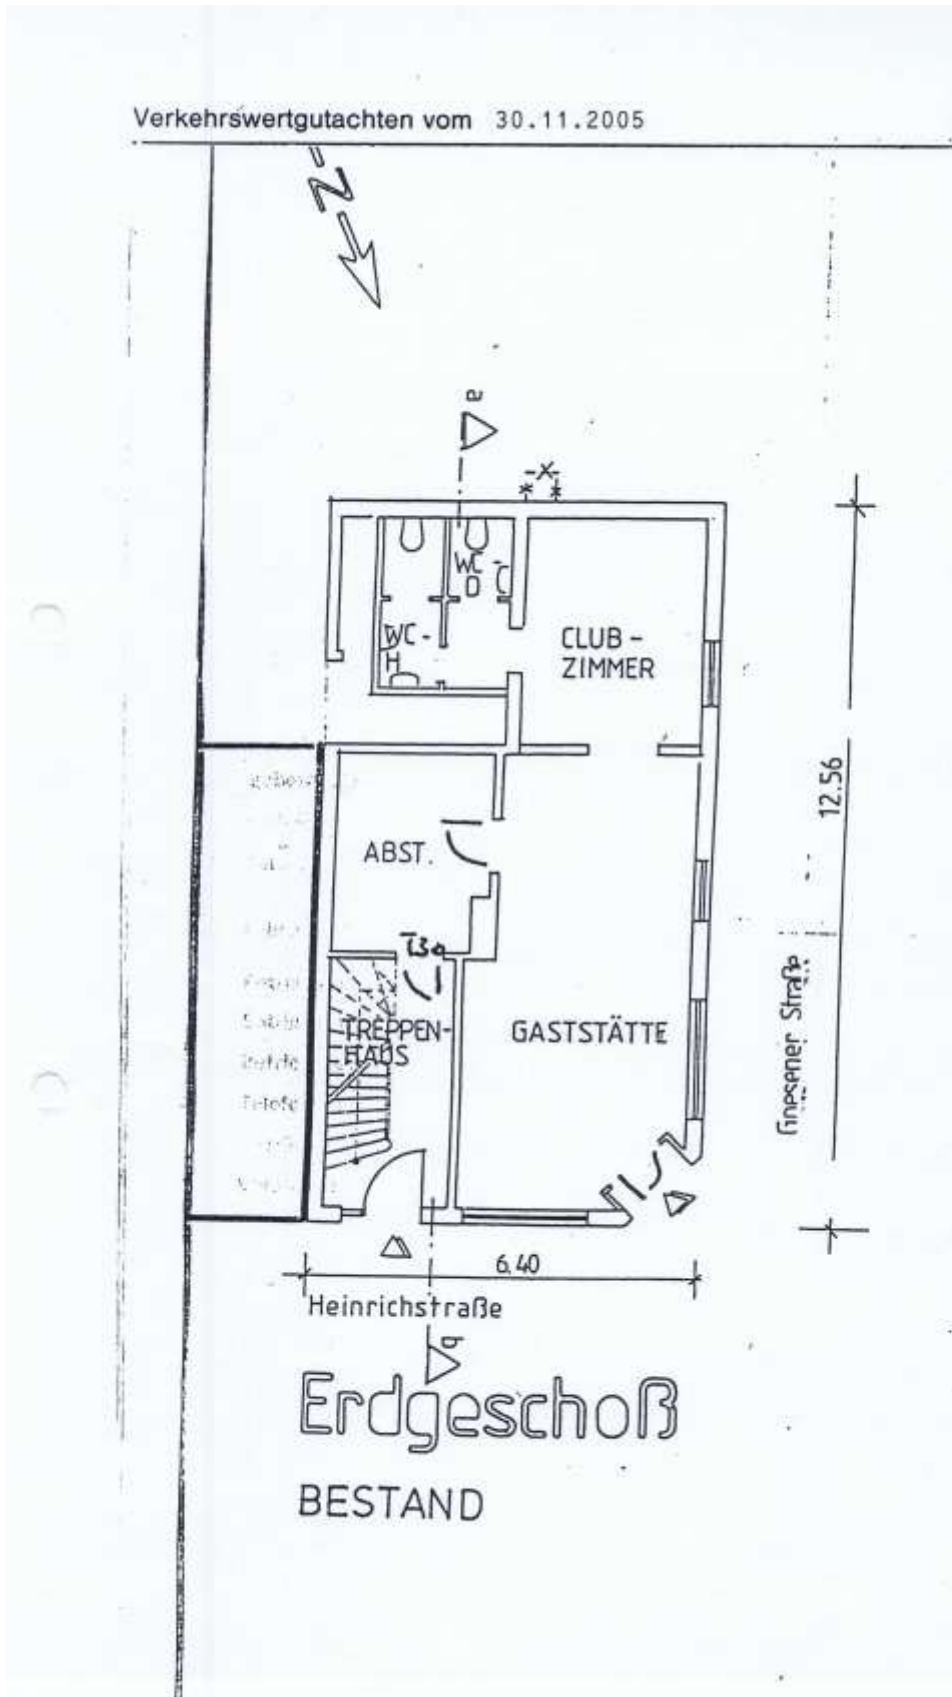 Verkehrswertgutachten vom 30.11.2005
N
a
-X-
WC-
D
WC-
H
CLUB-
ZIMMER
12.56
ABST.
T30
TREPPEN-
HAUS
GASTSTÄTTE
Straße
6.40
Heinrichstraße
b
Erdgeschoß
BESTAND